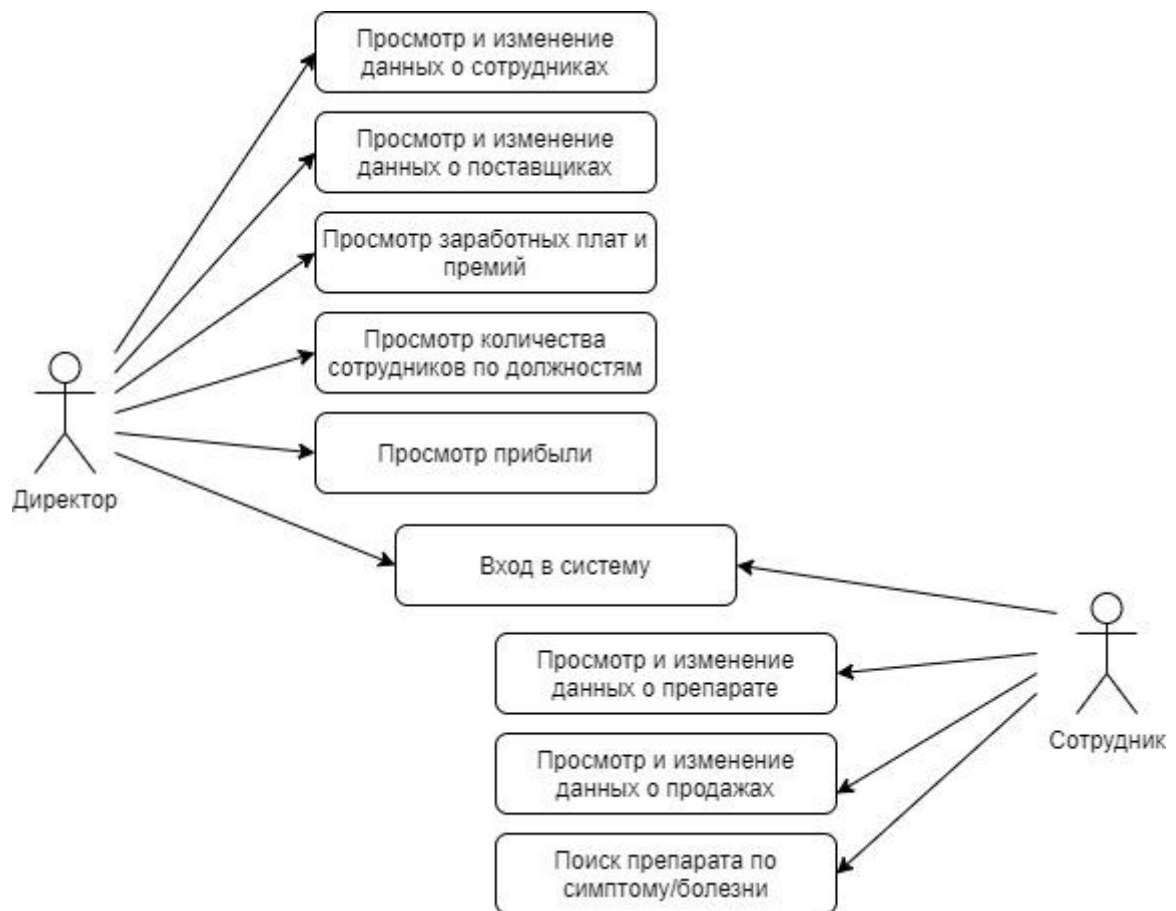 Просмотр и изменение
данных о сотрудниках
Просмотр и изменение
данных о поставщиках
Просмотр заработных плат и
премий
Просмотр количества
сотрудников по должностям
Просмотр прибыли
Директор
Вход в систему
Просмотр и изменение
данных о препарате
Сотрудник
Просмотр и изменение
данных о продажах
Поиск препарата по
симптому/болезни